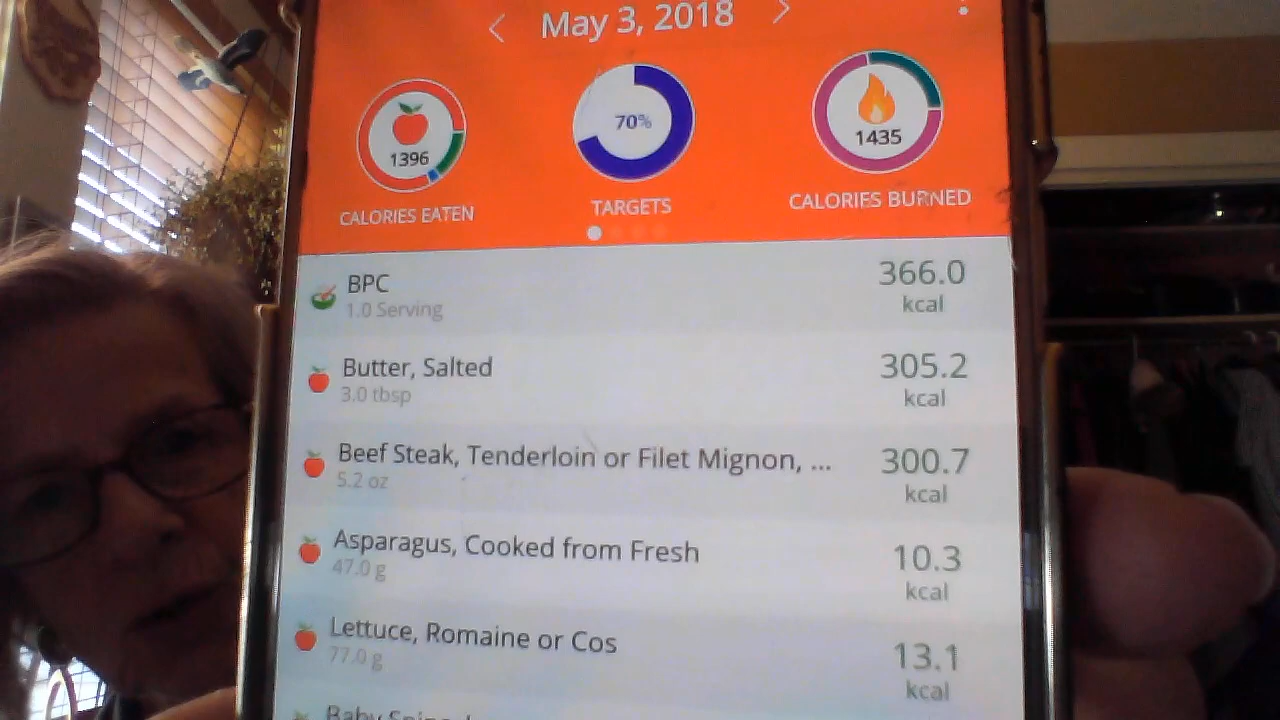 May 3, 2018
1396
70%
1435
CALORIES EATEN
TARGETS
CALORIES BURNED
BPC
366.0
1.0 Serving
kcal
Butter, Salted
305.2
3.0 tbsp
kcal
Beef Steak, Tenderloin or Filet Mignon, ...
300.7
5.2 oz
kcal
Asparagus, Cooked from Fresh
10.3
47.0 g
kcal
Lettuce, Romaine or Cos
13.1
77.0 g
kcal
Baby